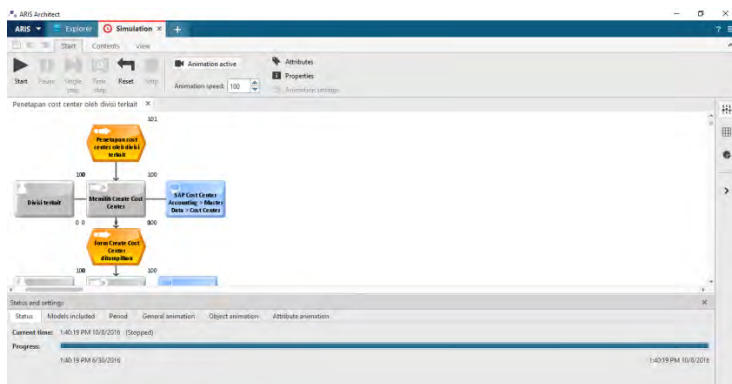 ARIS Architect
ARIS Explorer Simulation × +
Start Contents View
Start Pause Single step Time step Reset Stop
Animation active
Animation speed: 100
Attributes
Properties
Animation settings
Penetapan cost center oleh divisi terkait ×
101
Penetapan cost
center oleh divisi
terkait
100 100
Divisi terkait
Memilih Create Cost
Center
SAP Cost Center
Accounting > Master
Data > Cost Center
0 0
Form Create Cost
Center
ditampilkan
100 100
Status and settings ×
Status Models included Period General animation Object animation Attribute animation
Current time: 1:40:19 PM 10/8/2016 (Stopped)
Progress:
1:40:19 PM 6/30/2016 1:40:19 PM 10/8/2016